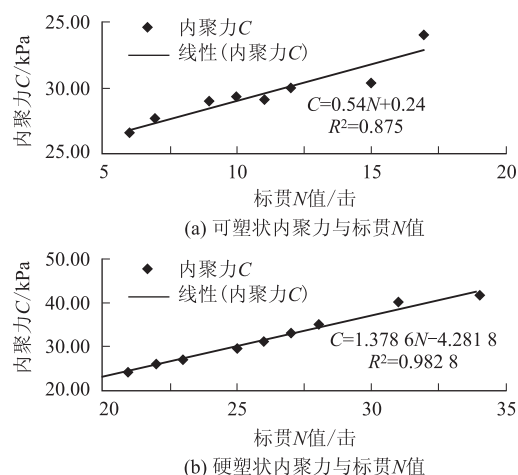 25.00
30.00
25.00
内聚力C/kPa
内聚力C
线性(内聚力C)
C=0.54N+0.24
R²=0.875
5 10 15 20
标贯N值/击
(a) 可塑状内聚力与标贯N值
50.00
40.00
30.00
20.00
内聚力C/kPa
内聚力C
线性(内聚力C)
C=1.378 6N−4.281 8
R²=0.982 8
20 25 30 35
标贯N值/击
(b) 硬塑状内聚力与标贯N值